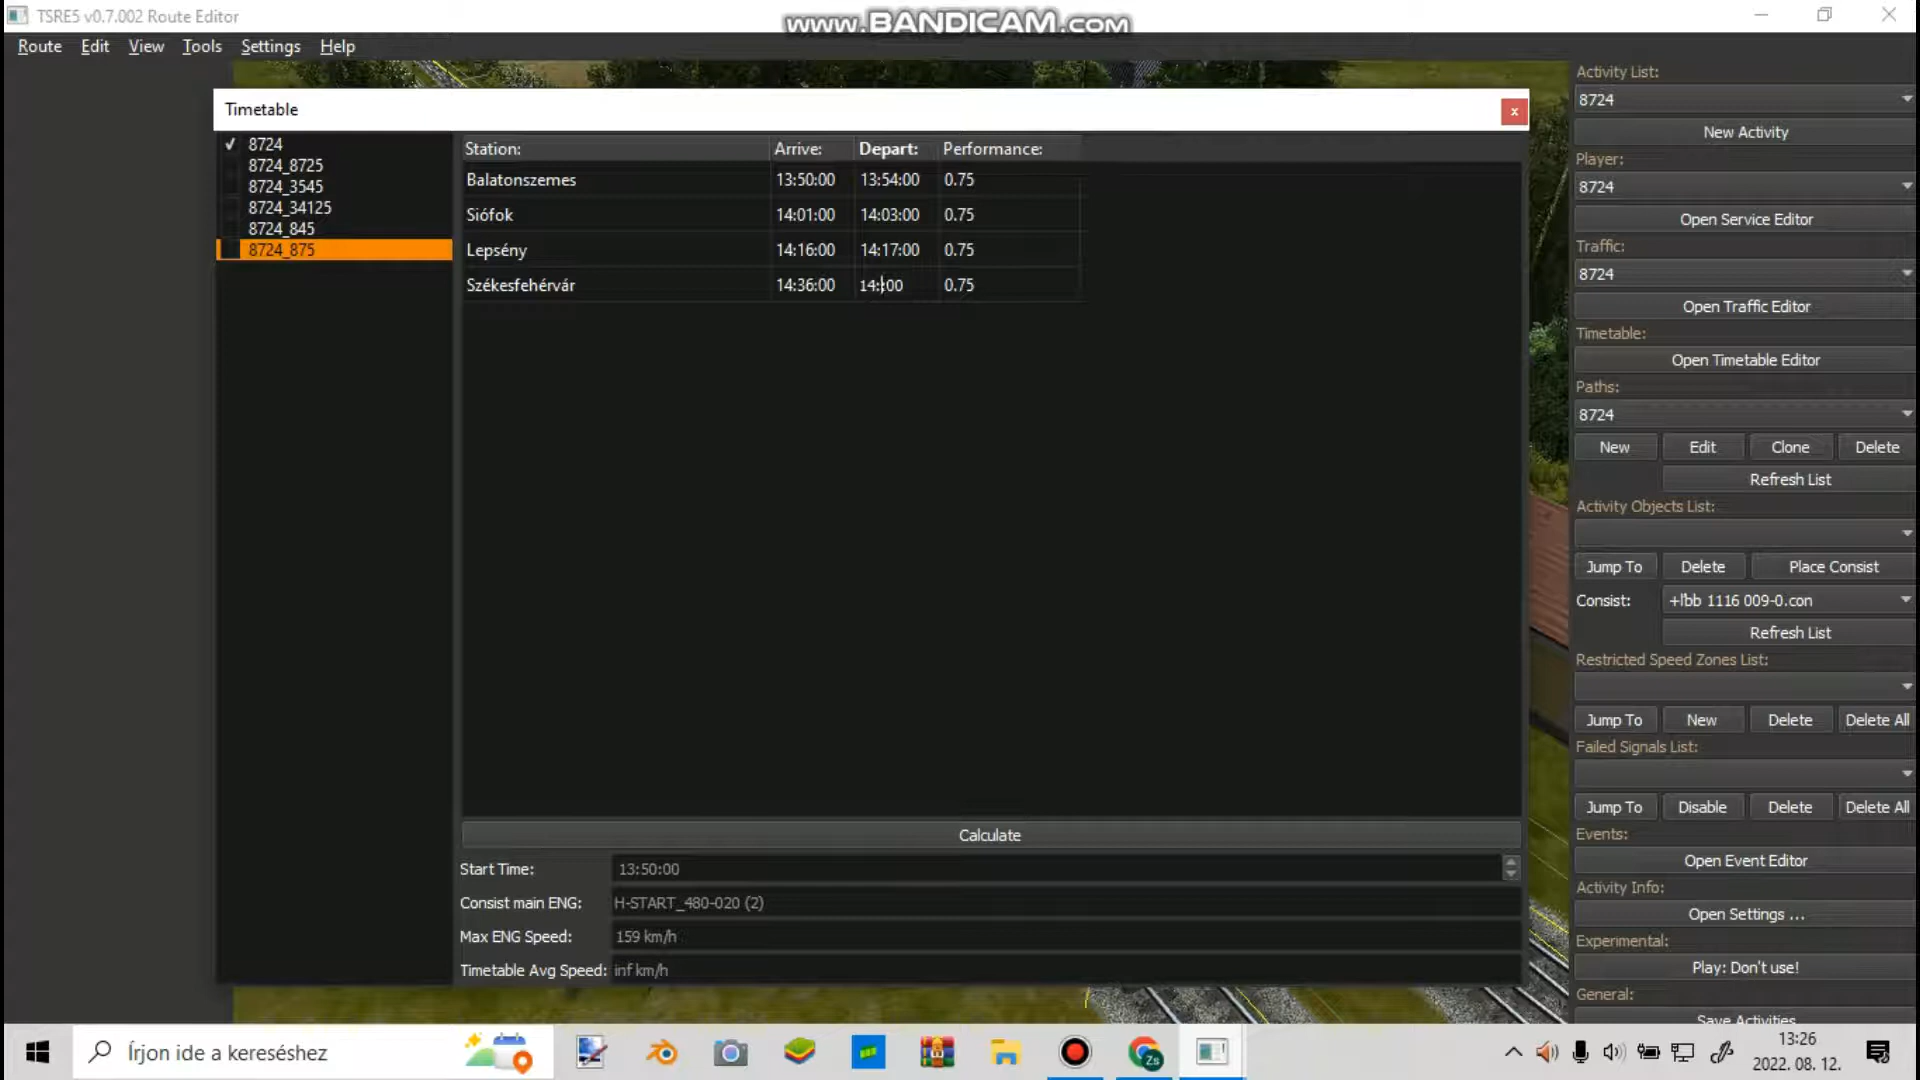 TSRE5 v0.7.002 Route Editor
www.BANDICAM.com
Route Edit View Tools Settings Help
Timetable
x
8724
8724_8725
8724_3545
8724_34125
8724_845
8724_875
Station: Arrive: Depart: Performance:
Balatonszemes 13:50:00 13:54:00 0.75
Siófok 14:01:00 14:03:00 0.75
Lepsény 14:16:00 14:17:00 0.75
Székesfehérvár 14:36:00 14::00 0.75
Calculate
Start Time: 13:50:00
Consist main ENG: H-START_480-020 (2)
Max ENG Speed: 159 km/h
Timetable Avg Speed: inf km/h
Activity List:
8724
New Activity
Player:
8724
Open Service Editor
Traffic:
8724
Open Traffic Editor
Timetable:
Open Timetable Editor
Paths:
8724
New Edit Clone Delete
Refresh List
Activity Objects List:
Jump To Delete Place Consist
Consist: +lbb 1116 009-0.con
Refresh List
Restricted Speed Zones List:
Jump To New Delete Delete All
Failed Signals List:
Jump To Disable Delete Delete All
Events:
Open Event Editor
Activity Info:
Open Settings ...
Experimental:
Play: Don't use!
General:
Save Activities
Írjon ide a kereséshez
Zs
13:26
2022. 08. 12.